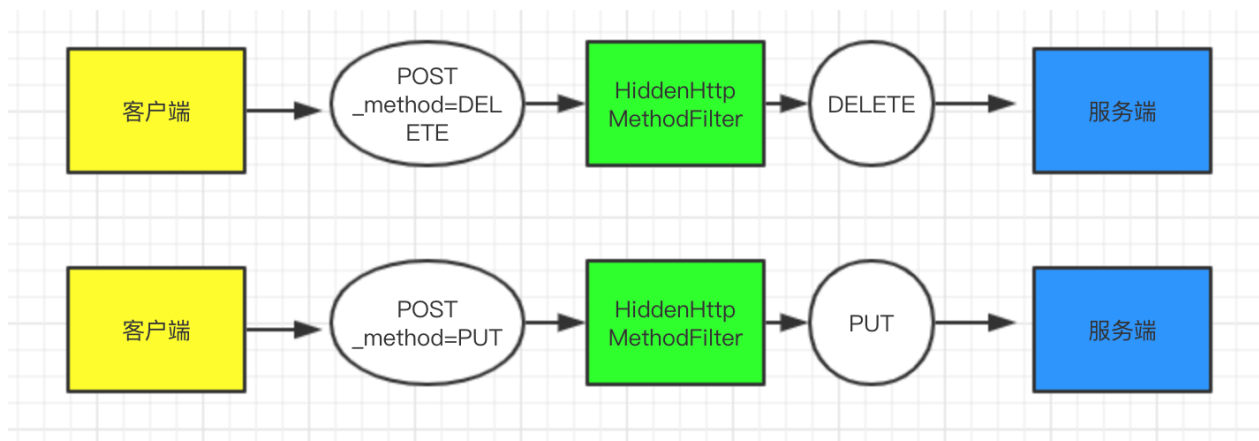 客户端
POST
_method=DEL
ETE
HiddenHttp
MethodFilter
DELETE
服务端
客户端
POST
_method=PUT
HiddenHttp
MethodFilter
PUT
服务端